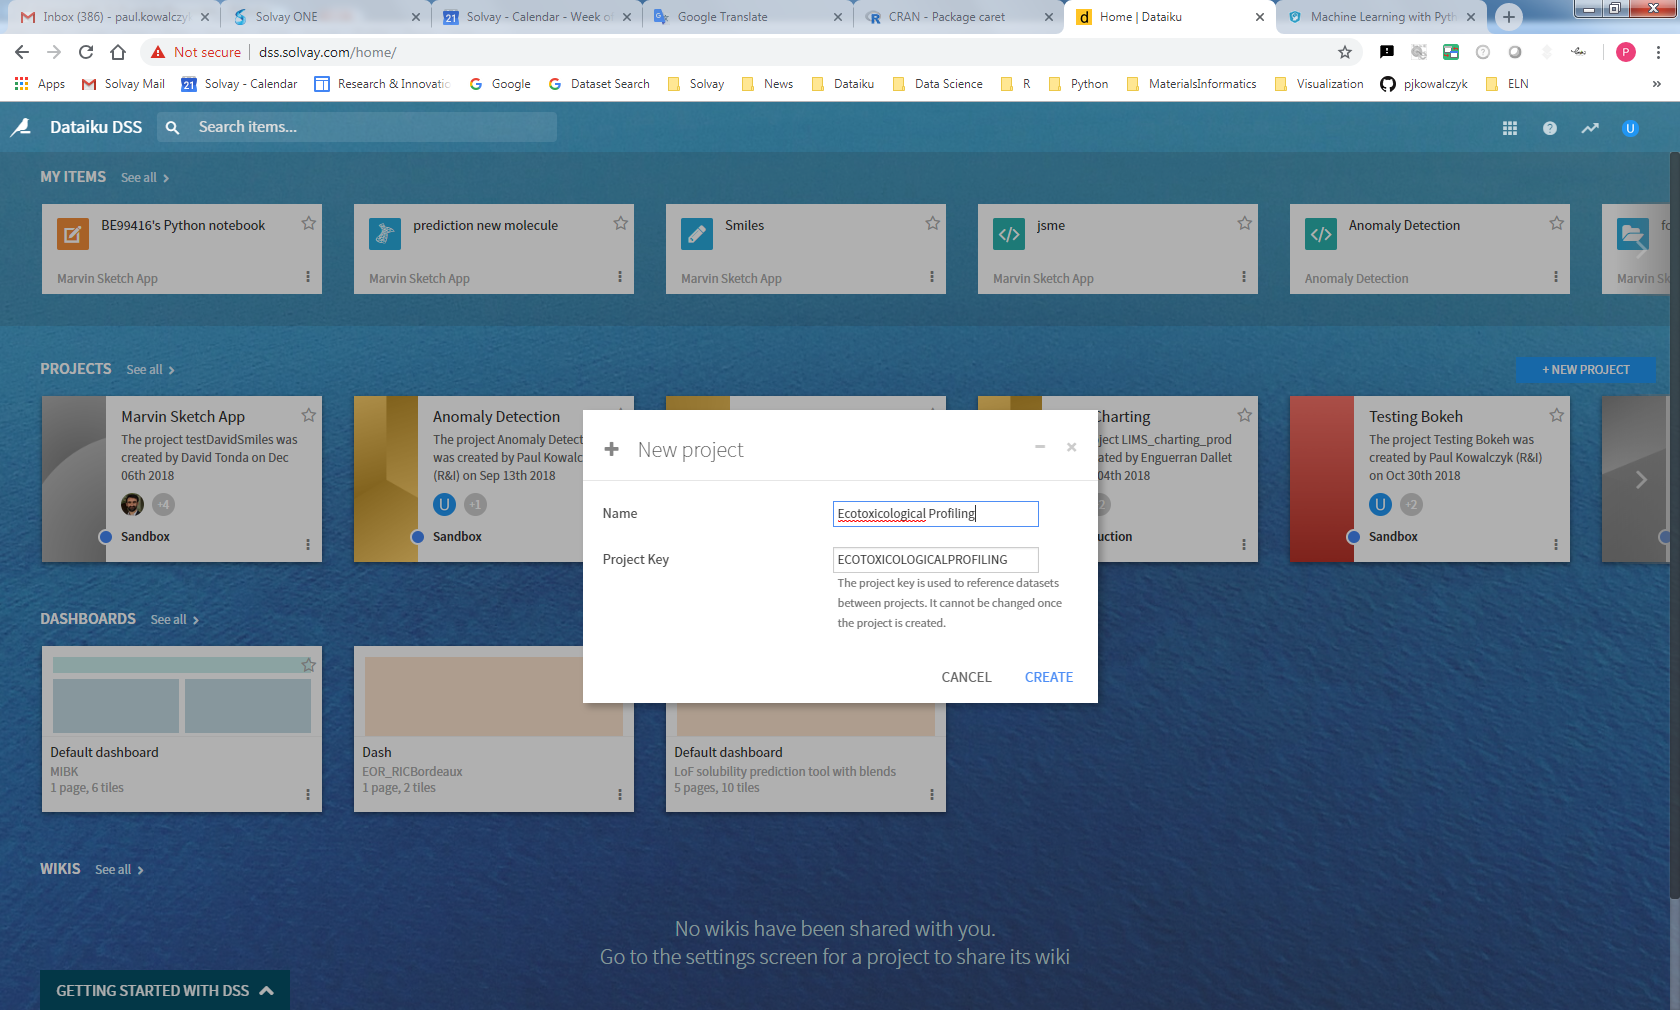 Inbox (386) - paul.kowalczy
Solvay ONE
Solvay - Calendar - Week of
Google Translate
CRAN - Package caret
Home | Dataiku
Machine Learning with Pyth
Not secure | dss.solvay.com/home/
P
Apps
Solvay Mail
Solvay - Calendar
Research & Innovatio
Google
Dataset Search
Solvay
News
Dataiku
Data Science
R
Python
MaterialsInformatics
Visualization
pjkowalczyk
ELN
»
Dataiku DSS
Search items...
U
MY ITEMS See all
BE99416's Python notebook
Marvin Sketch App
prediction new molecule
Marvin Sketch App
Smiles
Marvin Sketch App
jsme
Marvin Sketch App
Anomaly Detection
Anomaly Detection
fo
Marvin Sk
PROJECTS See all
+ NEW PROJECT
Marvin Sketch App
The project testDavidSmiles was
created by David Tonda on Dec
06th 2018
+4
Sandbox
Anomaly Detection
The project Anomaly Detect
was created by Paul Kowalc
(R&I) on Sep 13th 2018
U +1
Sandbox
Charting
ject LIMS_charting_prod
ated by Enguerran Dallet
04th 2018
2
uction
Testing Bokeh
The project Testing Bokeh was
created by Paul Kowalczyk (R&I)
on Oct 30th 2018
U +2
Sandbox
New project
Name
Ecotoxicological Profiling
Project Key
ECOTOXICOLOGICALPROFILING
The project key is used to reference datasets
between projects. It cannot be changed once
the project is created.
CANCEL
CREATE
DASHBOARDS See all
Default dashboard
MIBK
1 page, 6 tiles
Dash
EOR_RICBordeaux
1 page, 2 tiles
Default dashboard
LoF solubility prediction tool with blends
5 pages, 10 tiles
WIKIS See all
No wikis have been shared with you.
Go to the settings screen for a project to share its wiki
GETTING STARTED WITH DSS